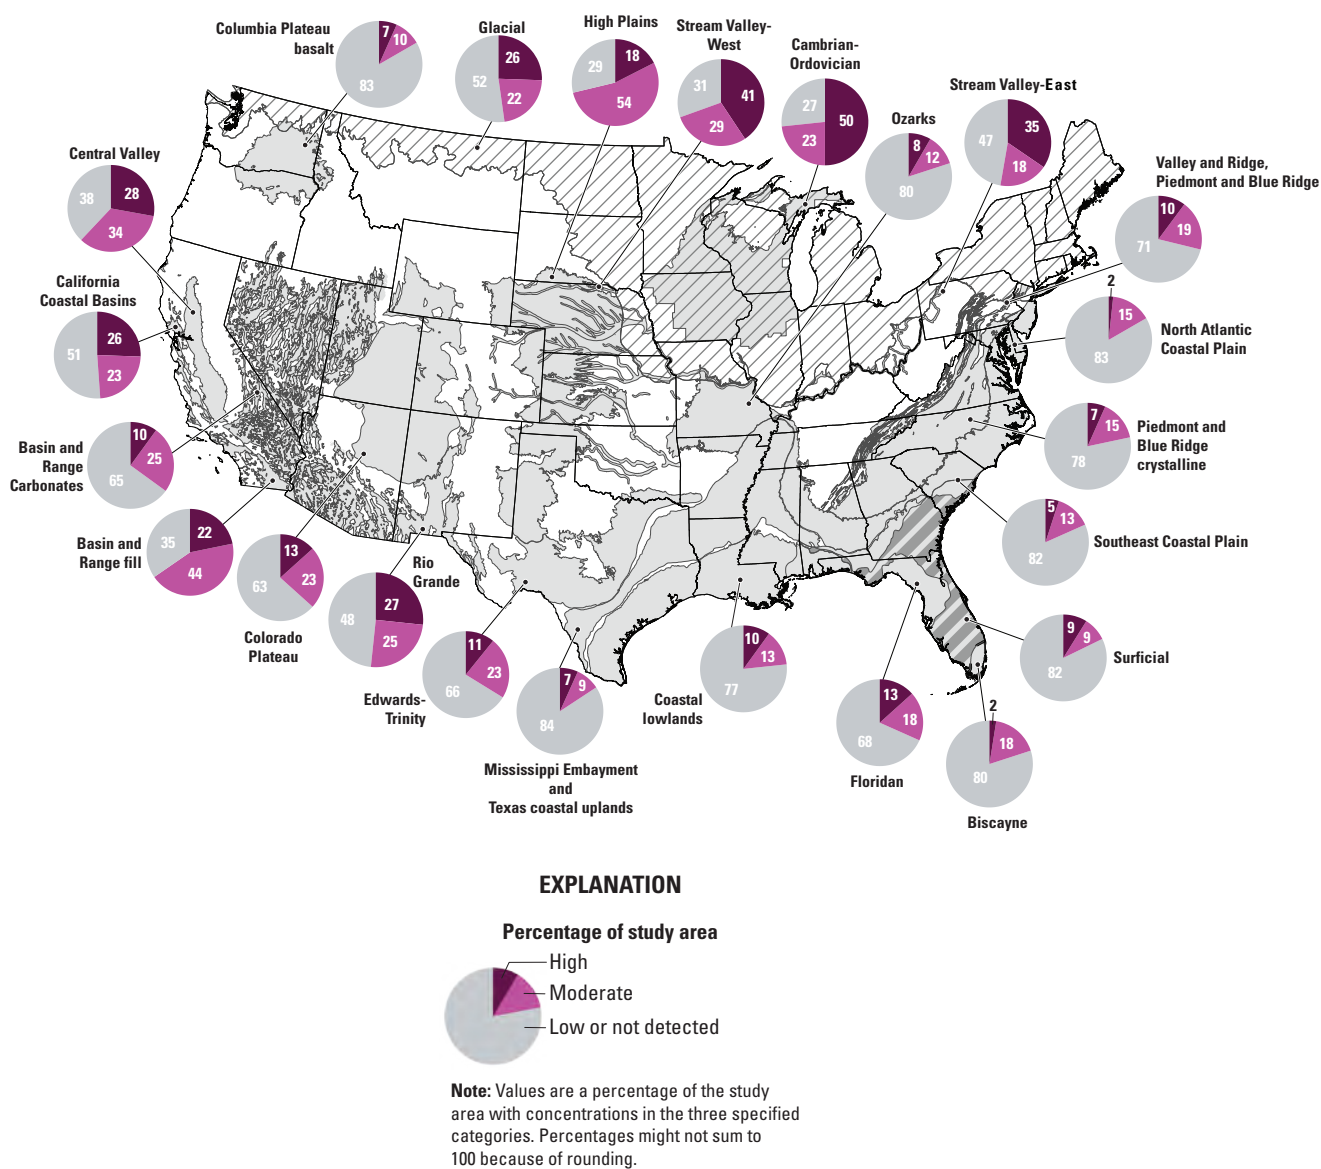 Columbia Plateau
basalt
7
10
83
Glacial
26
22
52
High Plains
18
54
29
Stream Valley-
West
41
29
31
Cambrian-
Ordovician
50
23
27
Ozarks
8
12
80
Stream Valley-East
35
18
47
Valley and Ridge,
Piedmont and Blue Ridge
10
19
71
Central Valley
28
34
38
California
Coastal Basins
26
23
51
2
15
83
North Atlantic
Coastal Plain
Basin and
Range
Carbonates
10
25
65
7
15
78
Piedmont and
Blue Ridge
crystalline
Basin and
Range fill
22
44
35
5
13
82
Southeast Coastal Plain
13
23
63
Colorado
Plateau
Rio
Grande
27
25
48
Edwards-
Trinity
11
23
66
7
9
84
Mississippi Embayment
and
Texas coastal uplands
10
13
77
Coastal
lowlands
9
9
82
Surficial
13
18
68
Floridan
2
18
80
Biscayne
EXPLANATION
Percentage of study area
High
Moderate
Low or not detected
Note: Values are a percentage of the study
area with concentrations in the three specified
categories. Percentages might not sum to
100 because of rounding.